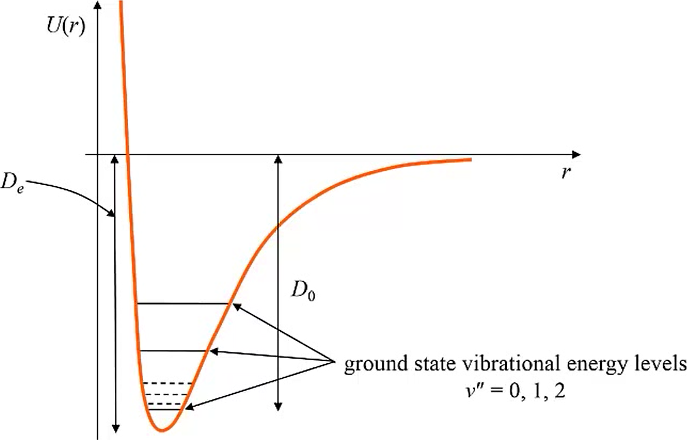 U(r)
r
Dₑ
D₀
ground state vibrational energy levels
v″ = 0, 1, 2